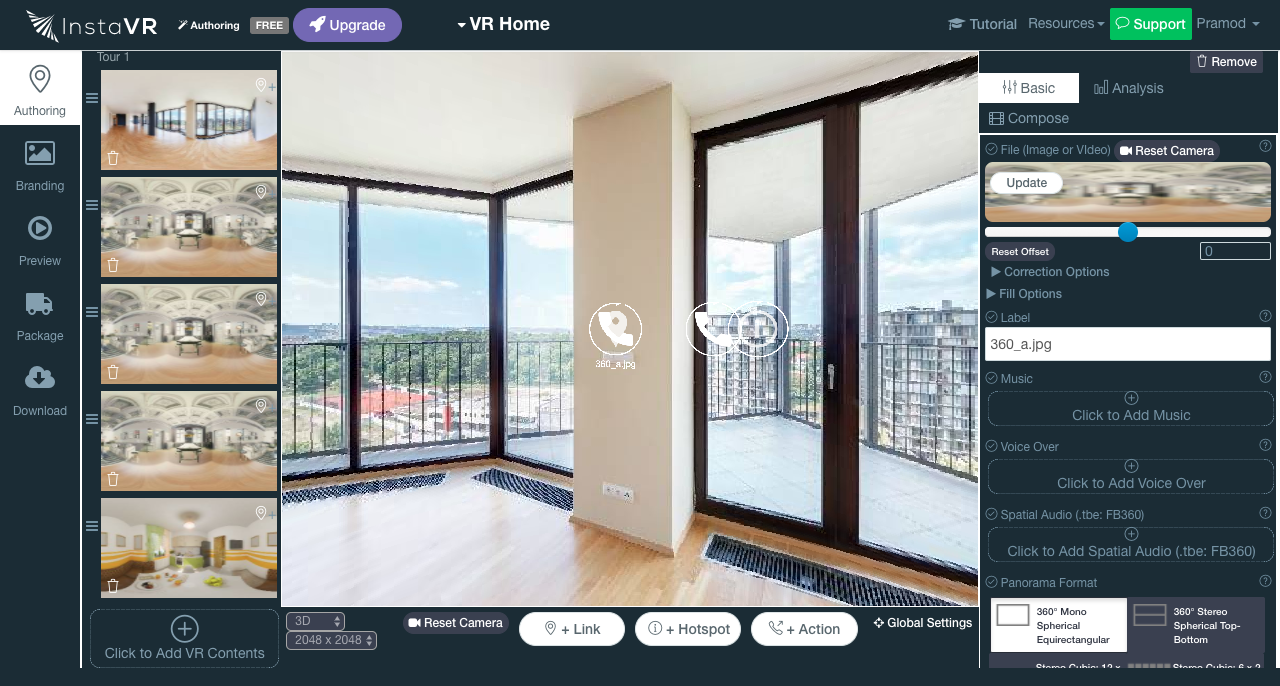 InstaVR
Authoring
FREE
Upgrade
VR Home
Tutorial
Resources
Support
Pramod
Authoring
Branding
Preview
Package
Download
Tour 1
Click to Add VR Contents
360_a.jpg
3D
2048 x 2048
Reset Camera
+ Link
+ Hotspot
+ Action
Global Settings
Remove
Basic
Analysis
Compose
File (Image or VIdeo)
Reset Camera
Update
Reset Offset
0
Correction Options
Fill Options
Label
360_a.jpg
Music
Click to Add Music
Voice Over
Click to Add Voice Over
Spatial Audio (.tbe: FB360)
Click to Add Spatial Audio (.tbe: FB360)
Panorama Format
360° Mono
Spherical
Equirectangular
360° Stereo
Spherical Top-
Bottom
Stereo Cubic: 12 x
Stereo Cubic: 6 x 2